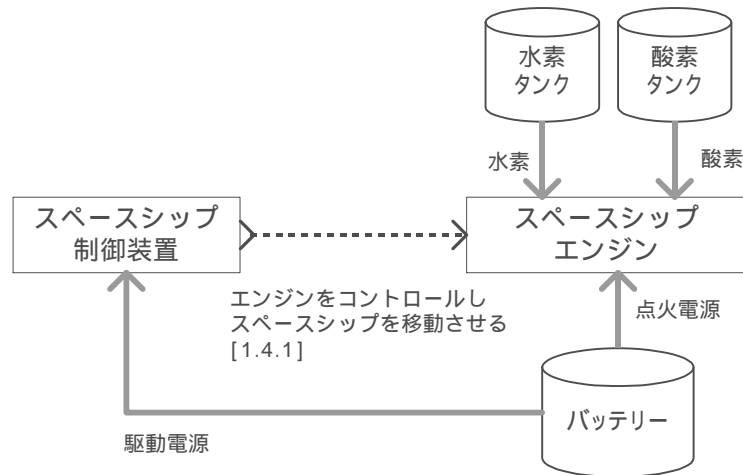 水素
タンク
酸素
タンク
水素
酸素
スペースシップ
制御装置
スペースシップ
エンジン
エンジンをコントロールし
スペースシップを移動させる
[1.4.1]
点火電源
バッテリー
駆動電源